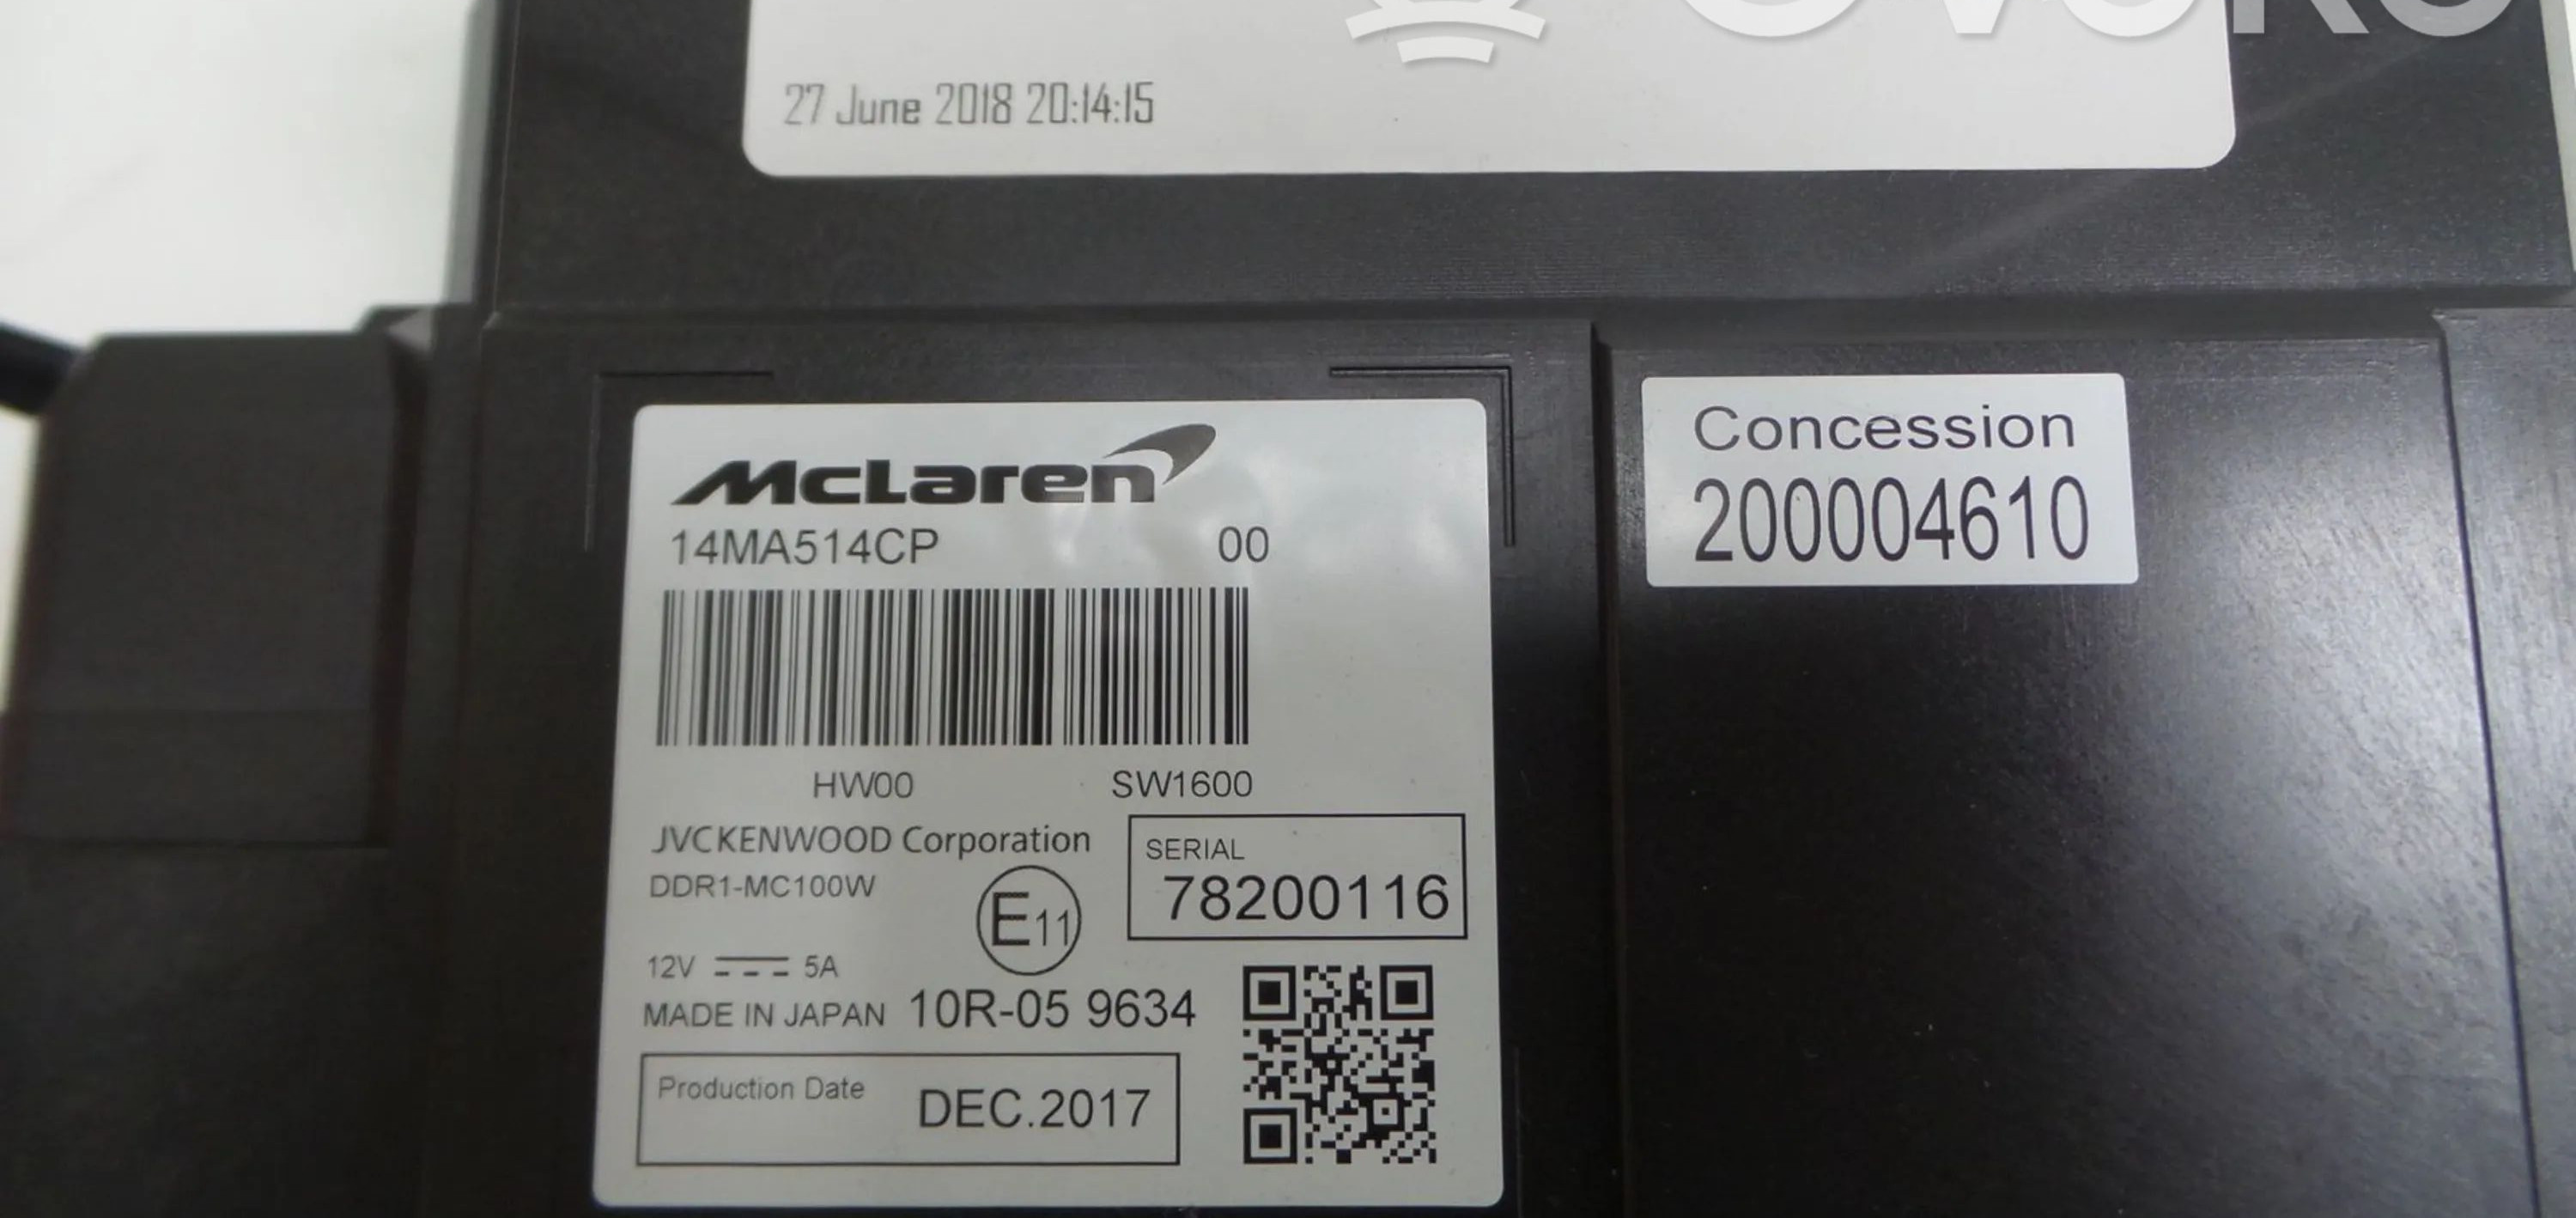 27 June 2018 20:14:15
McLaren
14MA514CP 00
Concession
200004610
HW00 SW1600
JVCKENWOOD Corporation
DDR1-MC100W
E11
SERIAL
78200116
12V 5A
MADE IN JAPAN 10R-05 9634
Production Date DEC.2017